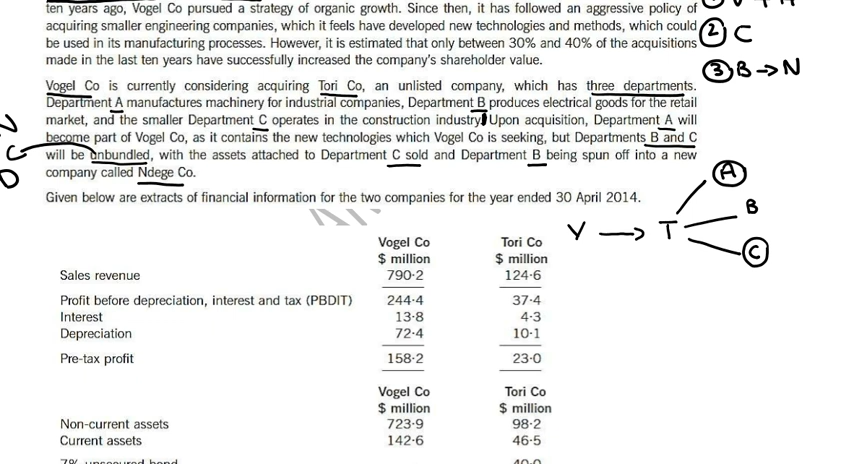 ten years ago, Vogel Co pursued a strategy of organic growth. Since then, it has followed an aggressive policy of
acquiring smaller engineering companies, which it feels have developed new technologies and methods, which could
be used in its manufacturing processes. However, it is estimated that only between 30% and 40% of the acquisitions
② C
made in the last ten years have successfully increased the company's shareholder value.
③ B → N
Vogel Co is currently considering acquiring Tori Co, an unlisted company, which has three departments.
Department A manufactures machinery for industrial companies, Department B produces electrical goods for the retail
market, and the smaller Department C operates in the construction industry. Upon acquisition, Department A will
become part of Vogel Co, as it contains the new technologies which Vogel Co is seeking, but Departments B and C
will be unbundled, with the assets attached to Department C sold and Department B being spun off into a new
company called Ndege Co.
Given below are extracts of financial information for the two companies for the year ended 30 April 2014.
V → T
A
B
C
Vogel Co Tori Co
$ million $ million
Sales revenue 790·2 124·6
Profit before depreciation, interest and tax (PBDIT) 244·4 37·4
Interest 13·8 4·3
Depreciation 72·4 10·1
Pre-tax profit 158·2 23·0
Vogel Co Tori Co
$ million $ million
Non-current assets 723·9 98·2
Current assets 142·6 46·5
7% unsecured bond 40·0